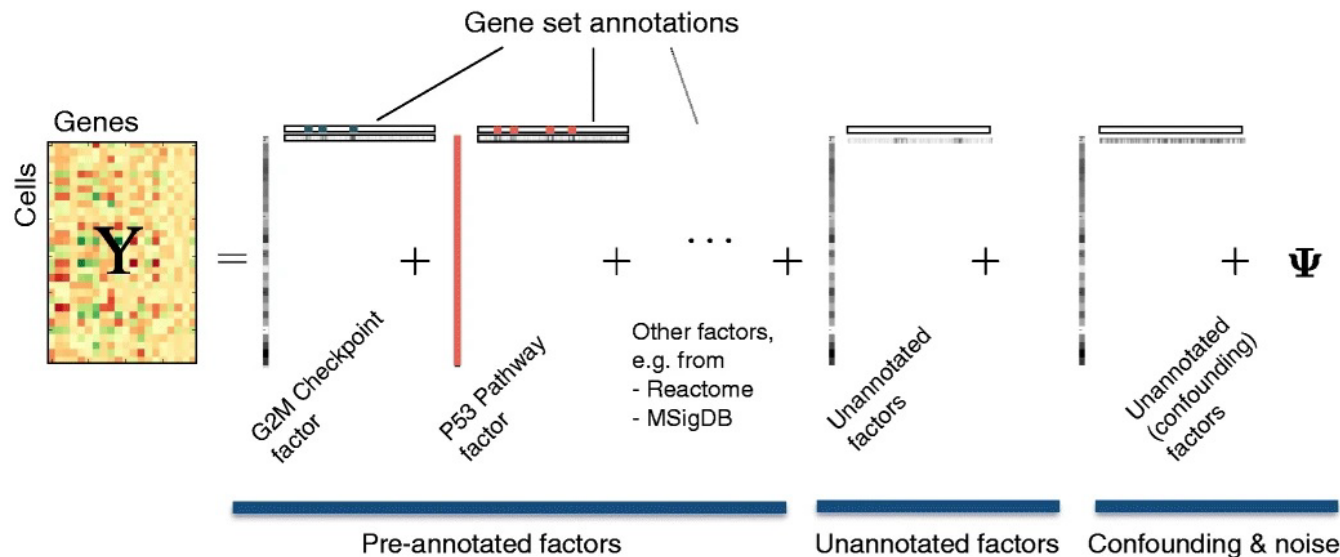 Gene set annotations
Genes
Cells
Y
=
+
+
...
+
+
+
Ψ
G2M Checkpoint
factor
P53 Pathway
factor
Other factors,
e.g. from
- Reactome
- MSigDB
Unannotated
factors
Unannotated
(confounding)
factors
Pre-annotated factors
Unannotated factors
Confounding & noise